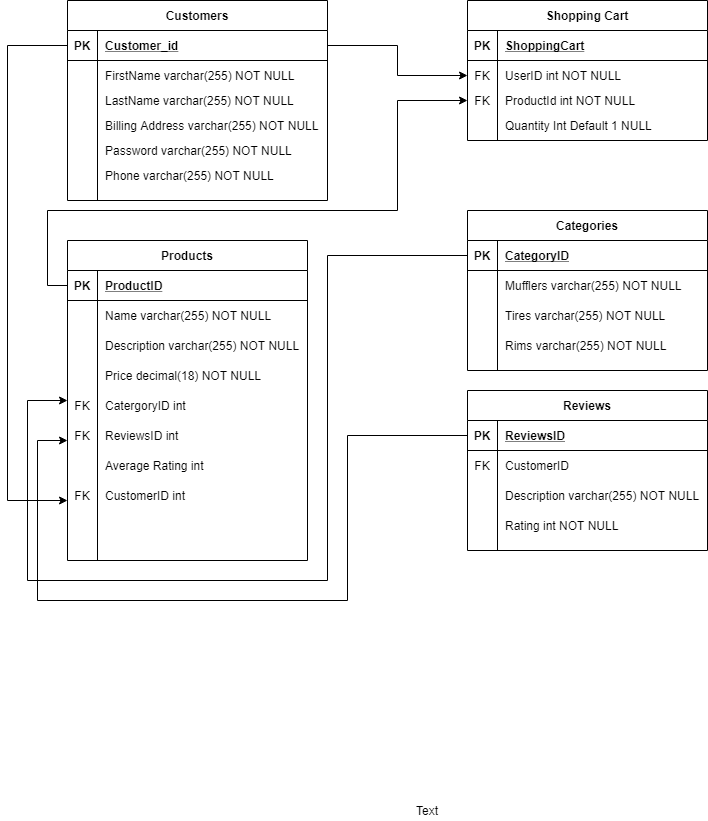 Customers
PK Customer_id
FirstName varchar(255) NOT NULL
LastName varchar(255) NOT NULL
Billing Address varchar(255) NOT NULL
Password varchar(255) NOT NULL
Phone varchar(255) NOT NULL
Shopping Cart
PK ShoppingCart
FK UserID int NOT NULL
FK ProductId int NOT NULL
Quantity Int Default 1 NULL
Products
PK ProductID
Name varchar(255) NOT NULL
Description varchar(255) NOT NULL
Price decimal(18) NOT NULL
FK CatergoryID int
FK ReviewsID int
Average Rating int
FK CustomerID int
Categories
PK CategoryID
Mufflers varchar(255) NOT NULL
Tires varchar(255) NOT NULL
Rims varchar(255) NOT NULL
Reviews
PK ReviewsID
FK CustomerID
Description varchar(255) NOT NULL
Rating int NOT NULL
Text